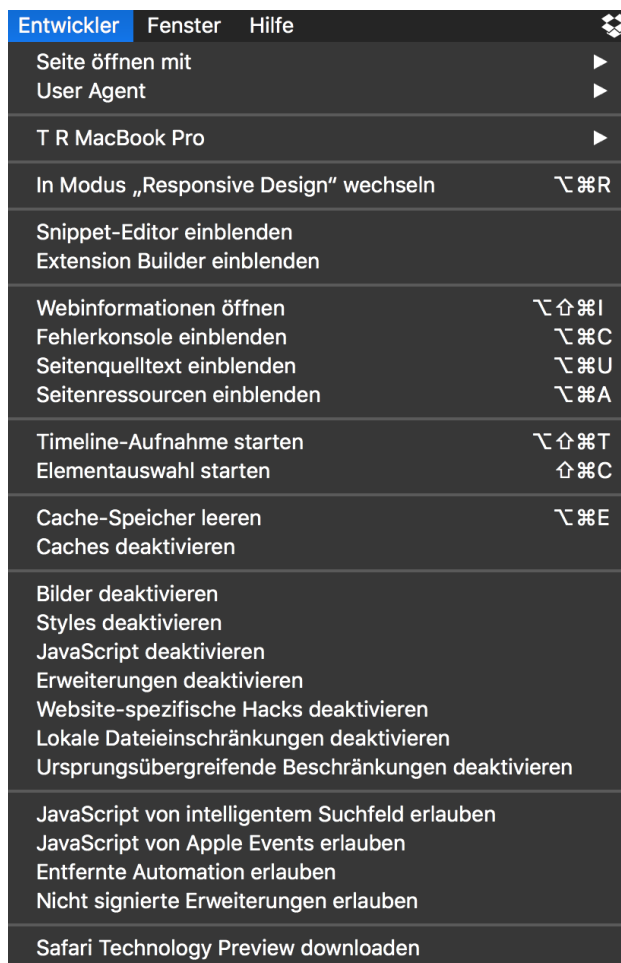 Entwickler Fenster Hilfe
Seite öffnen mit ▶
User Agent ▶
T R MacBook Pro ▶
In Modus „Responsive Design“ wechseln ⌥⌘R
Snippet-Editor einblenden
Extension Builder einblenden
Webinformationen öffnen ⌥⇧⌘I
Fehlerkonsole einblenden ⌥⌘C
Seitenquelltext einblenden ⌥⌘U
Seitenressourcen einblenden ⌥⌘A
Timeline-Aufnahme starten ⌥⇧⌘T
Elementauswahl starten ⇧⌘C
Cache-Speicher leeren ⌥⌘E
Caches deaktivieren
Bilder deaktivieren
Styles deaktivieren
JavaScript deaktivieren
Erweiterungen deaktivieren
Website-spezifische Hacks deaktivieren
Lokale Dateieinschränkungen deaktivieren
Ursprungsübergreifende Beschränkungen deaktivieren
JavaScript von intelligentem Suchfeld erlauben
JavaScript von Apple Events erlauben
Entfernte Automation erlauben
Nicht signierte Erweiterungen erlauben
Safari Technology Preview downloaden